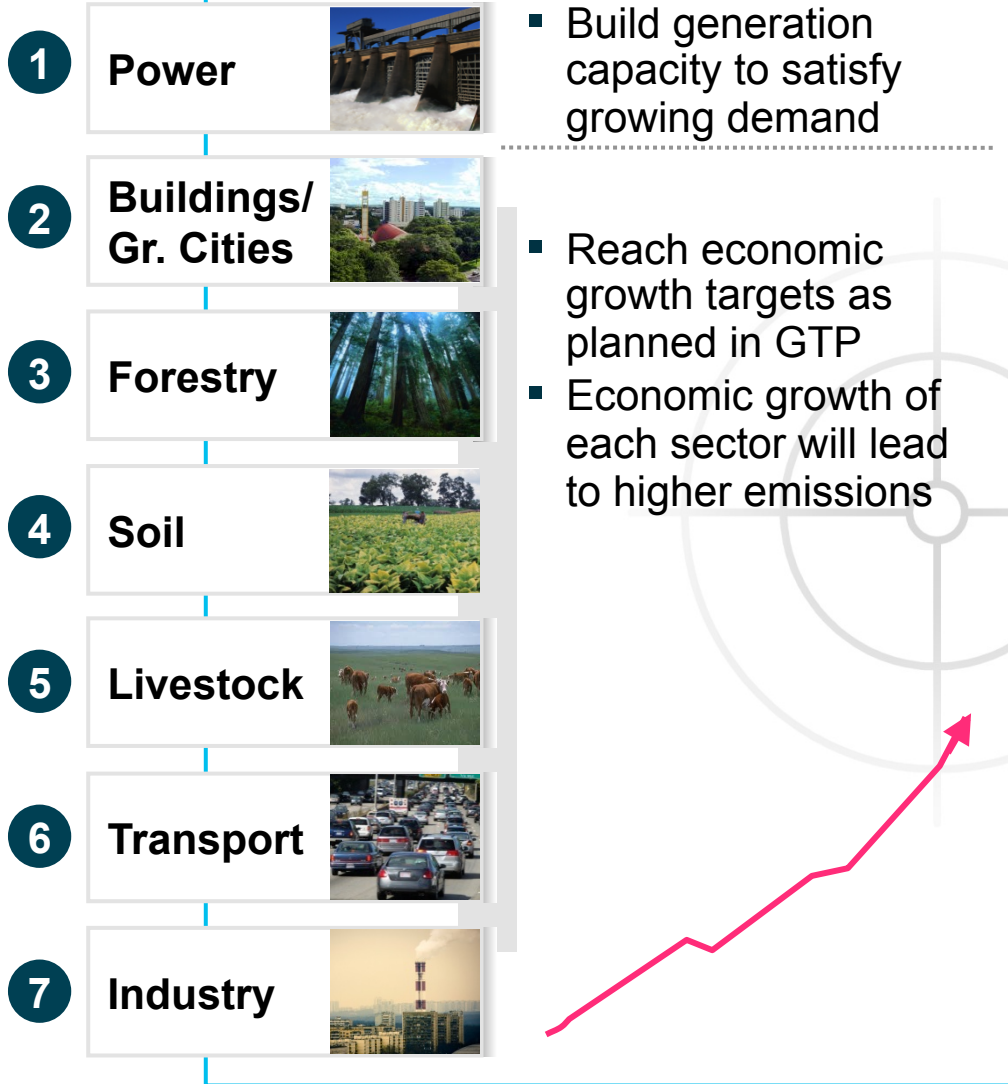 1
Power
▪ Build generation
capacity to satisfy
growing demand
2
Buildings/
Gr. Cities
▪ Reach economic
growth targets as
planned in GTP
▪ Economic growth of
each sector will lead
to higher emissions
3
Forestry
4
Soil
5
Livestock
6
Transport
7
Industry